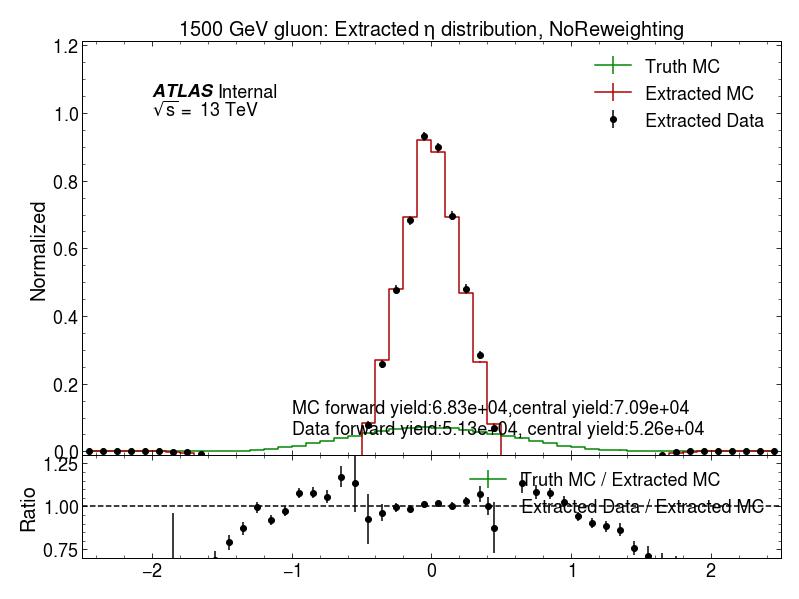 1500 GeV gluon: Extracted η distribution, NoReweighting
1.2
1.0
0.8
0.6
0.4
0.2
0.0
Normalized
ATLAS Internal
√s = 13 TeV
Truth MC
Extracted MC
Extracted Data
MC forward yield:6.83e+04,central yield:7.09e+04
Data forward yield:5.13e+04, central yield:5.26e+04
1.25
1.00
0.75
Ratio
Truth MC / Extracted MC
Extracted Data / Extracted MC
−2
−1
0
1
2